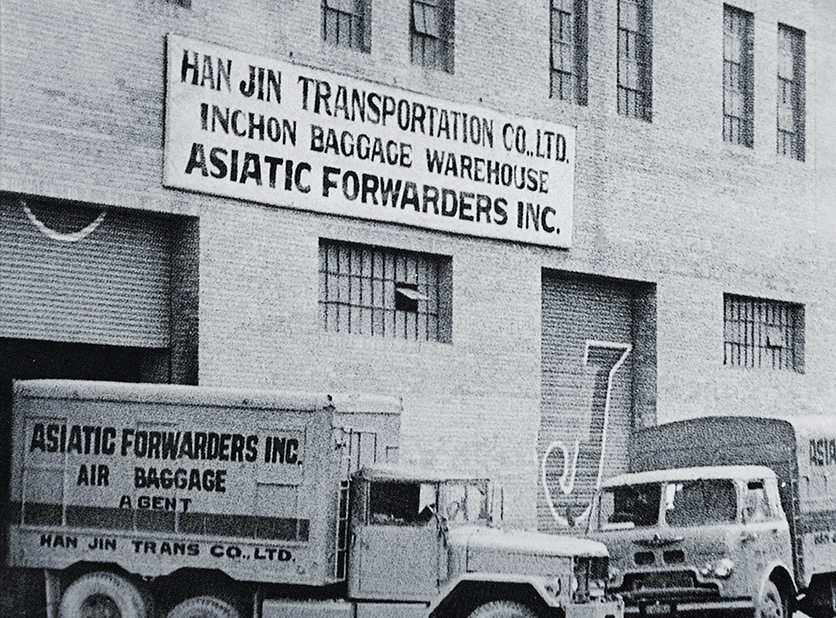 HAN JIN TRANSPORTATION CO.,LTD.
INCHON BAGGAGE WAREHOUSE
ASIATIC FORWARDERS INC.
J
ASIATIC FORWARDERS INC.
AIR BAGGAGE
AGENT
HAN JIN TRANS CO.,LTD.
ASIA